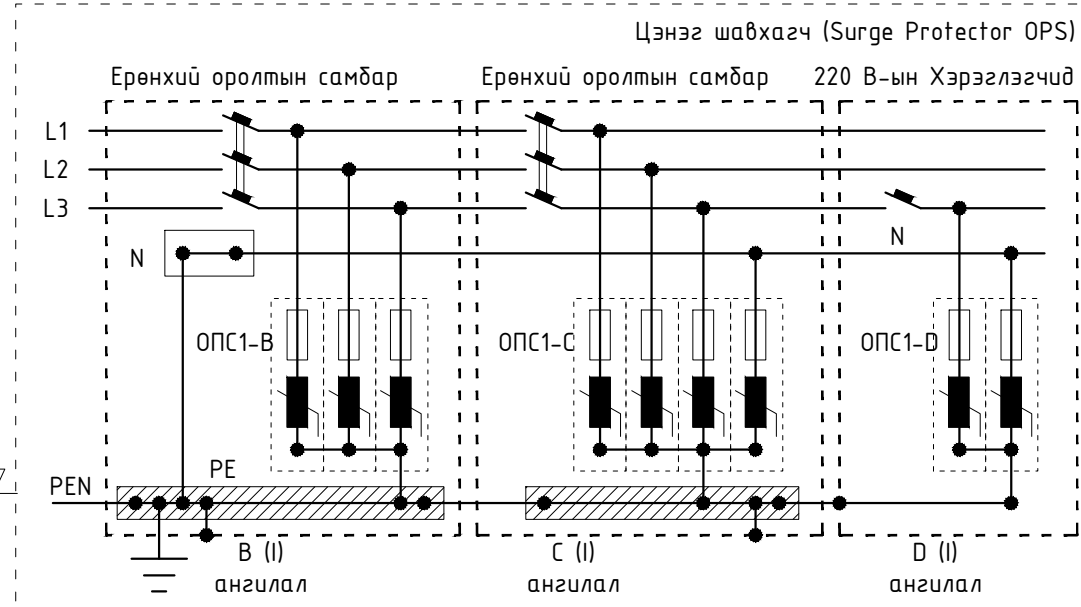 Цэнэг шавхагч (Surge Protector OPS)
Ерөнхий оролтын самбар
Ерөнхий оролтын самбар
220 В-ын Хэрэглэгчид
L1
L2
L3
N
N
ОПС1-В
ОПС1-С
ОПС1-D
PE
PEN
B (I)
ангилал
C (I)
ангилал
D (I)
ангилал